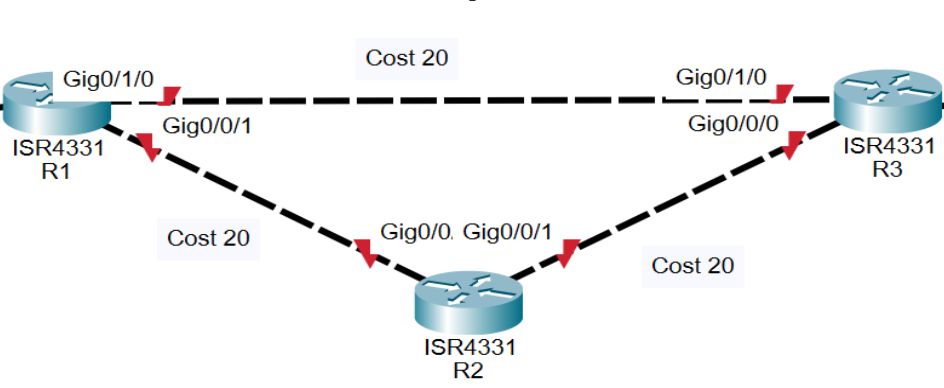 Cost 20
Gig0/1/0
Gig0/1/0
Gig0/0/1
Gig0/0/0
ISR4331
R1
ISR4331
R3
Cost 20
Gig0/0.
Gig0/0/1
Cost 20
ISR4331
R2